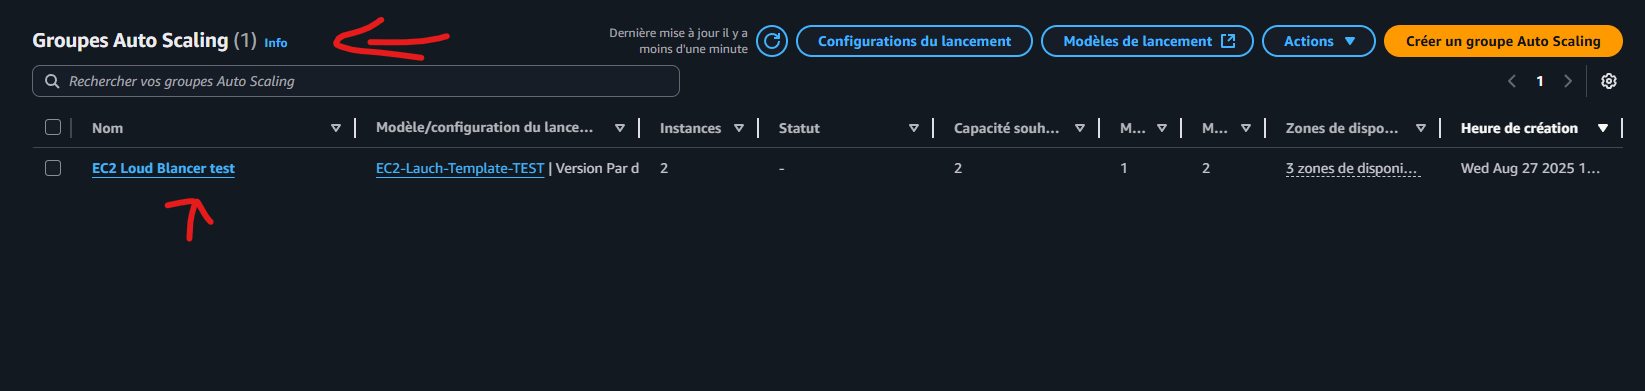 Groupes Auto Scaling (1) Info
Dernière mise à jour il y a
moins d'une minute
Configurations du lancement
Modèles de lancement
Actions
Créer un groupe Auto Scaling
Rechercher vos groupes Auto Scaling
1
Nom
Modèle/configuration du lance...
Instances
Statut
Capacité souh...
M...
M...
Zones de dispo...
Heure de création
EC2 Loud Blancer test
EC2-Lauch-Template-TEST | Version Par d
2
-
2
1
2
3 zones de disponi...
Wed Aug 27 2025 1...